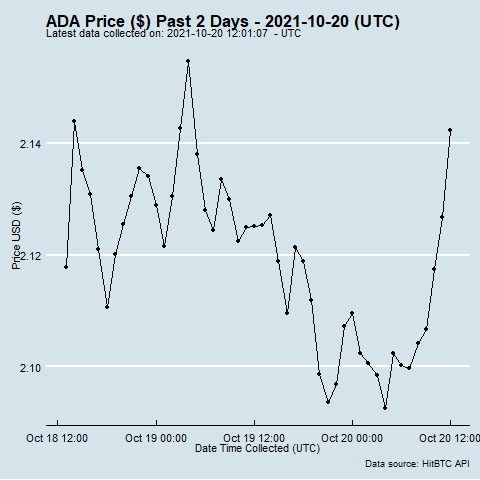 ADA Price ($) Past 2 Days - 2021-10-20 (UTC)
Latest data collected on: 2021-10-20 12:01:07  - UTC
2.14
2.12
2.10
Price USD ($)
Oct 18 12:00
Oct 19 00:00
Oct 19 12:00
Oct 20 00:00
Oct 20 12:00
Date Time Collected (UTC)
Data source: HitBTC API